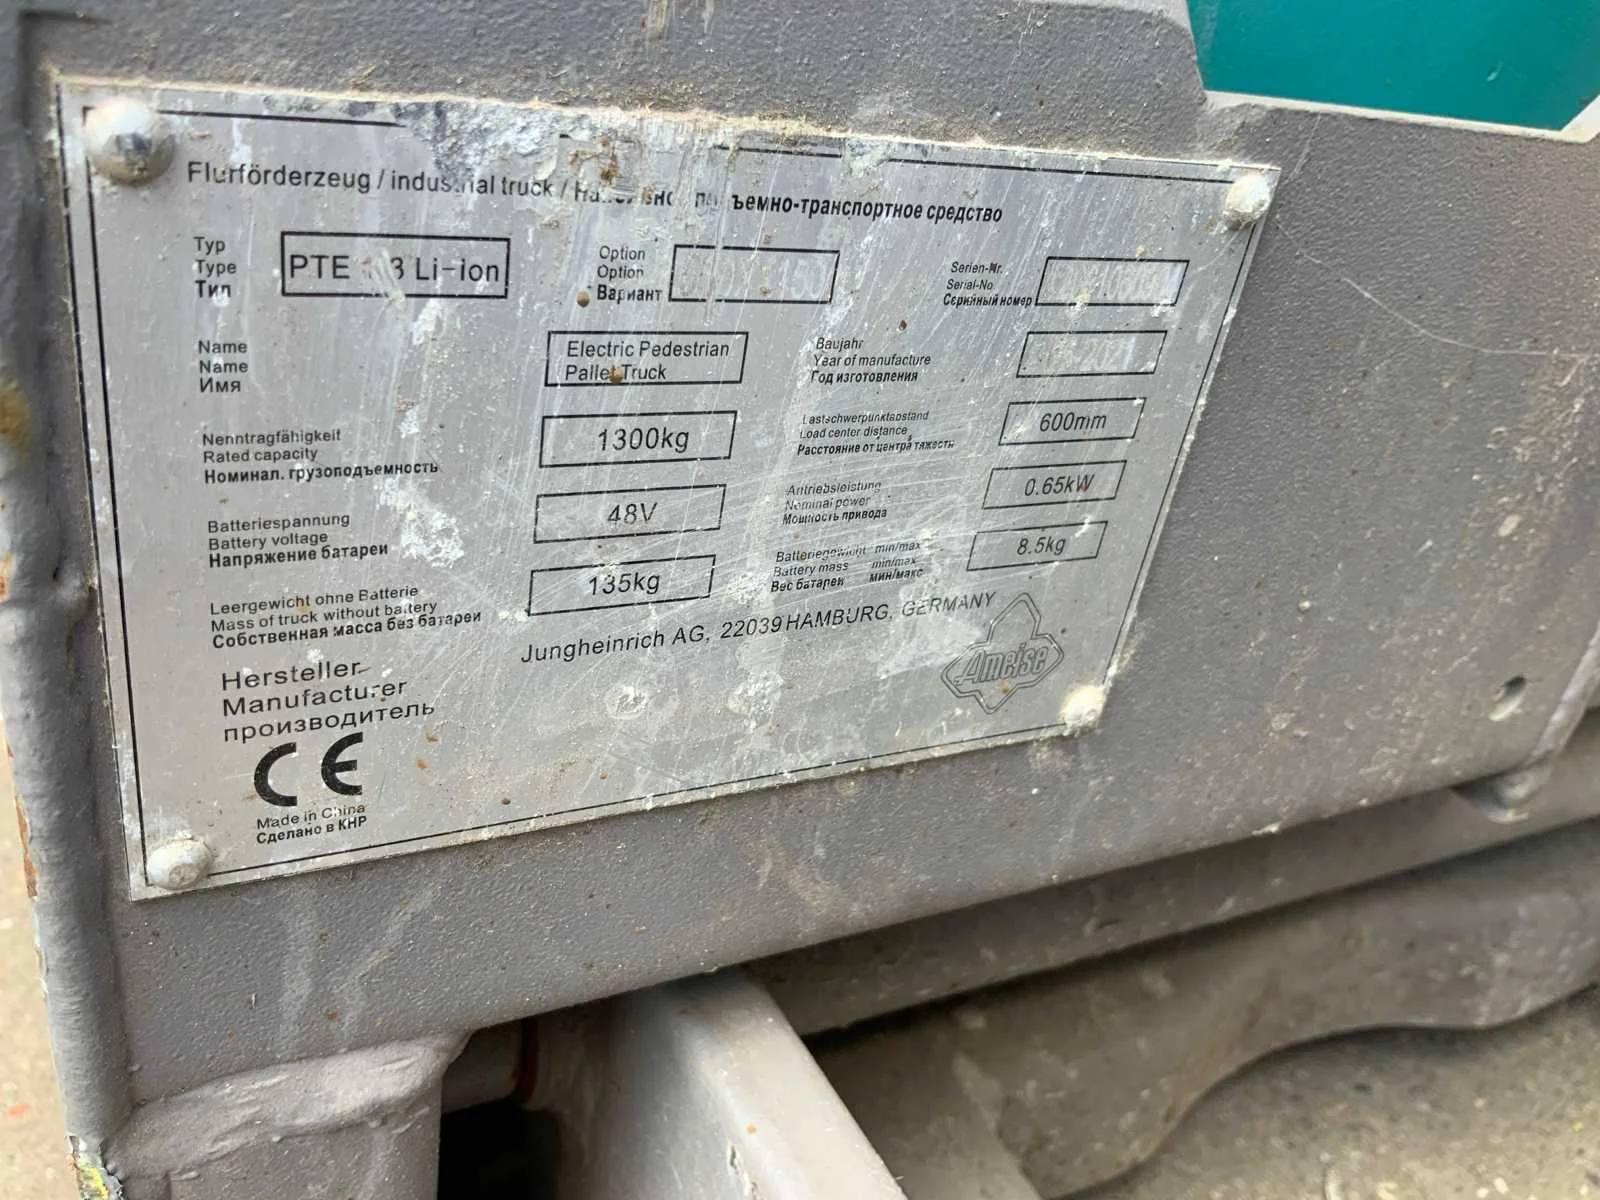 Flurförderzeug / industrial truck / подъемно-транспортное средство
Typ
Type
Тип
PTE 1.3 Li-ion
Option
Option
Вариант
Serien-Nr.
Serial-No
Серийный номер
Name
Name
Имя
Electric Pedestrian
Pallet Truck
Baujahr
Year of manufacture
Год изготовления
Nenntragfähigkeit
Rated capacity
Номинал. грузоподъемность
1300kg
Lastschwerpunktabstand
Load center distance
Расстояние от центра тяжести
600mm
Batteriespannung
Battery voltage
Напряжение батареи
48V
Antriebsleistung
Nominal power
Мощность привода
0.65kW
Leergewicht ohne Batterie
Mass of truck without battery
Собственная масса без батареи
135kg
Batteriegewicht min/max
Battery mass min/max
Вес батареи мин/макс
8.5kg
Hersteller
Manufacturer
производитель
Jungheinrich AG, 22039 HAMBURG, GERMANY
Ameise
CE
Made in China
Сделано в КНР